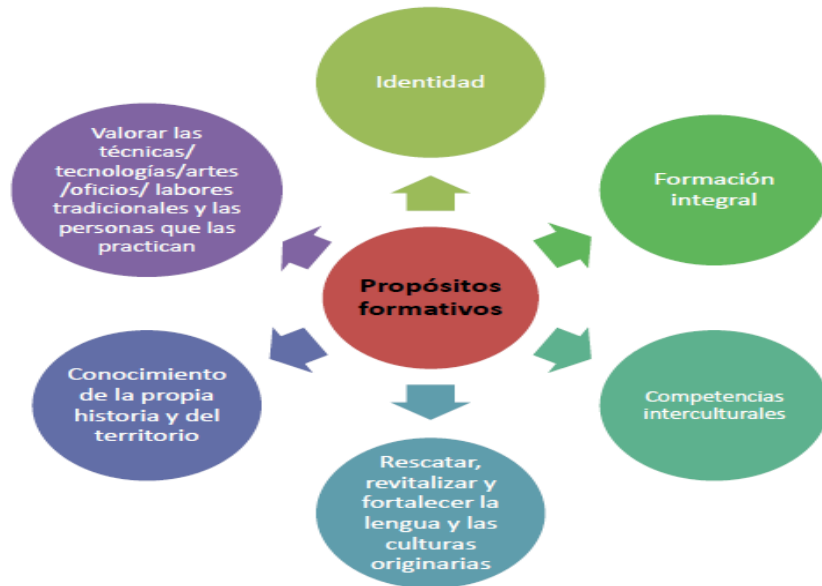 Identidad
Valorar las
técnicas/
tecnologías/artes
/oficios/ labores
tradicionales y las
personas que las
practican
Formación
integral
Propósitos
formativos
Conocimiento
de la propia
historia y del
territorio
Competencias
interculturales
Rescatar,
revitalizar y
fortalecer la
lengua y las
culturas
originarias